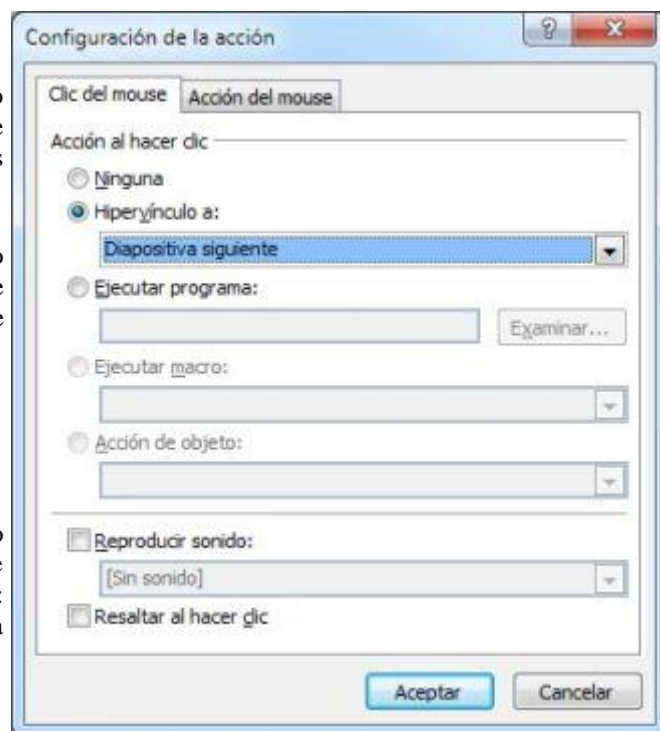 Configuración de la acción
Clic del mouse
Acción del mouse
Acción al hacer clic
Ninguna
Hipervínculo a:
Diapositiva siguiente
Ejecutar programa:
Examinar...
Ejecutar macro:
Acción de objeto:
Reproducir sonido:
[Sin sonido]
Resaltar al hacer clic
Aceptar
Cancelar